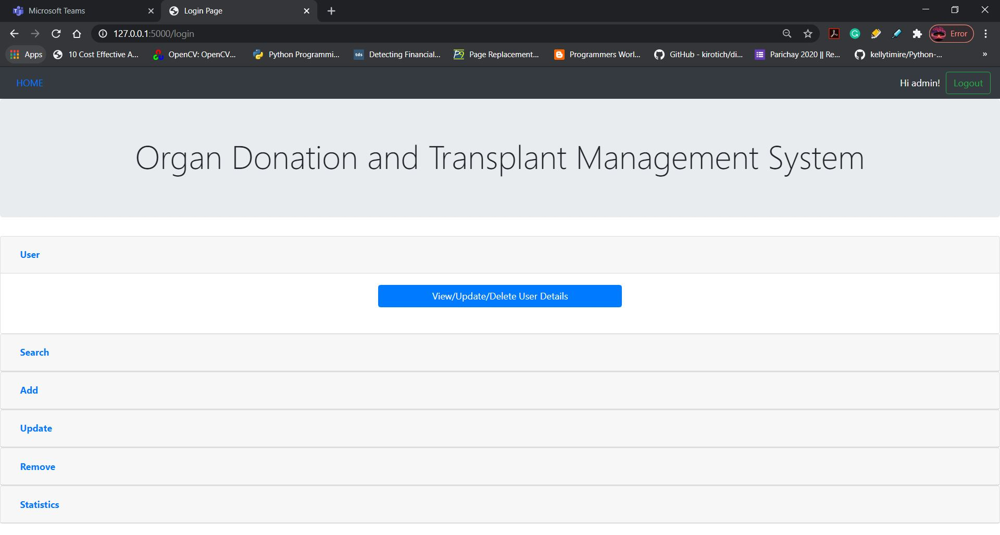 Microsoft Teams
Login Page
127.0.0.1:5000/login
Error
Apps
10 Cost Effective A...
OpenCV: OpenCV...
Python Programmi...
tds
Detecting Financial...
P9
Page Replacement...
Programmers Worl...
GitHub - kirotich/di...
Parichay 2020 || Re...
kellytimire/Python-...
»
HOME
Hi admin!
Logout
Organ Donation and Transplant Management System
User
View/Update/Delete User Details
Search
Add
Update
Remove
Statistics